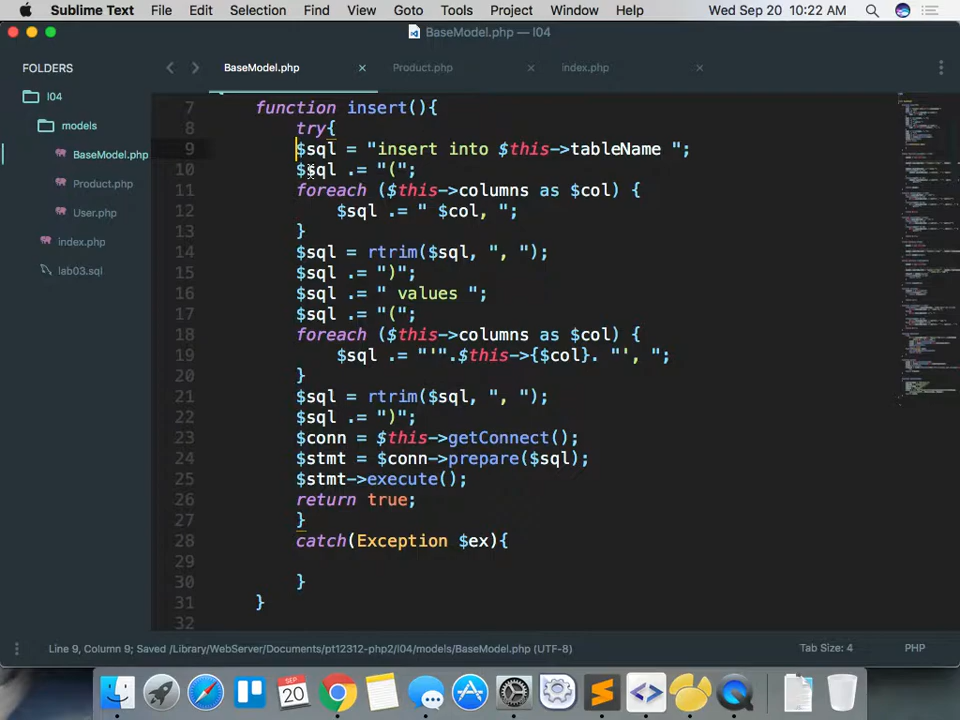 Sublime Text File Edit Selection Find View Goto Tools Project Window Help Wed Sep 20 10:22 AM
BaseModel.php — l04
FOLDERS
l04
models
BaseModel.php
Product.php
User.php
index.php
lab03.sql
BaseModel.php × Product.php × index.php ×
7 function insert(){
8 try{
9 $sql = "insert into $this->tableName ";
10 $sql .= "(";
11 foreach ($this->columns as $col) {
12 $sql .= " $col, ";
13 }
14 $sql = rtrim($sql, ", ");
15 $sql .= ")";
16 $sql .= " values ";
17 $sql .= "(";
18 foreach ($this->columns as $col) {
19 $sql .= "'".$this->{$col}. "', ";
20 }
21 $sql = rtrim($sql, ", ");
22 $sql .= ")";
23 $conn = $this->getConnect();
24 $stmt = $conn->prepare($sql);
25 $stmt->execute();
26 return true;
27 }
28 catch(Exception $ex){
29
30 }
31 }
32
Line 9, Column 9; Saved /Library/WebServer/Documents/pt12312-php2/l04/models/BaseModel.php (UTF-8) Tab Size: 4 PHP
SEP
20